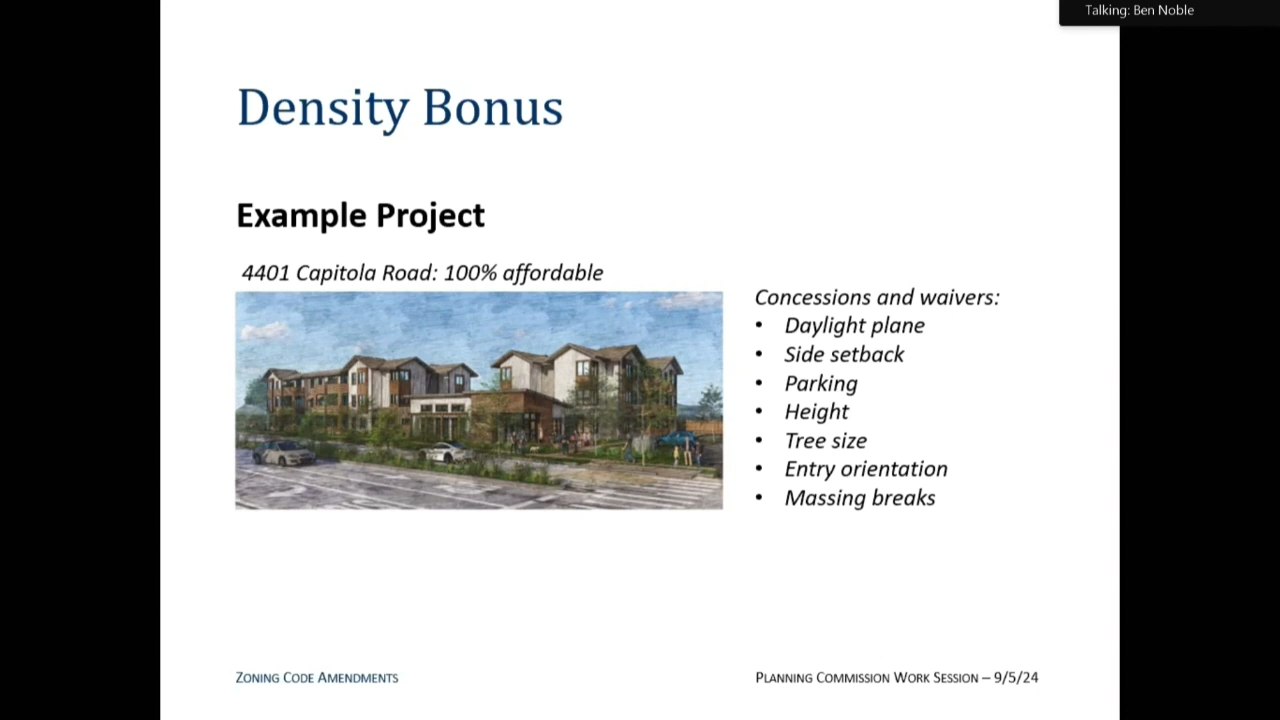 Talking: Ben Noble
Density Bonus
Example Project
4401 Capitola Road: 100% affordable
Concessions and waivers:
• Daylight plane
• Side setback
• Parking
• Height
• Tree size
• Entry orientation
• Massing breaks
Zoning Code Amendments
Planning Commission Work Session – 9/5/24